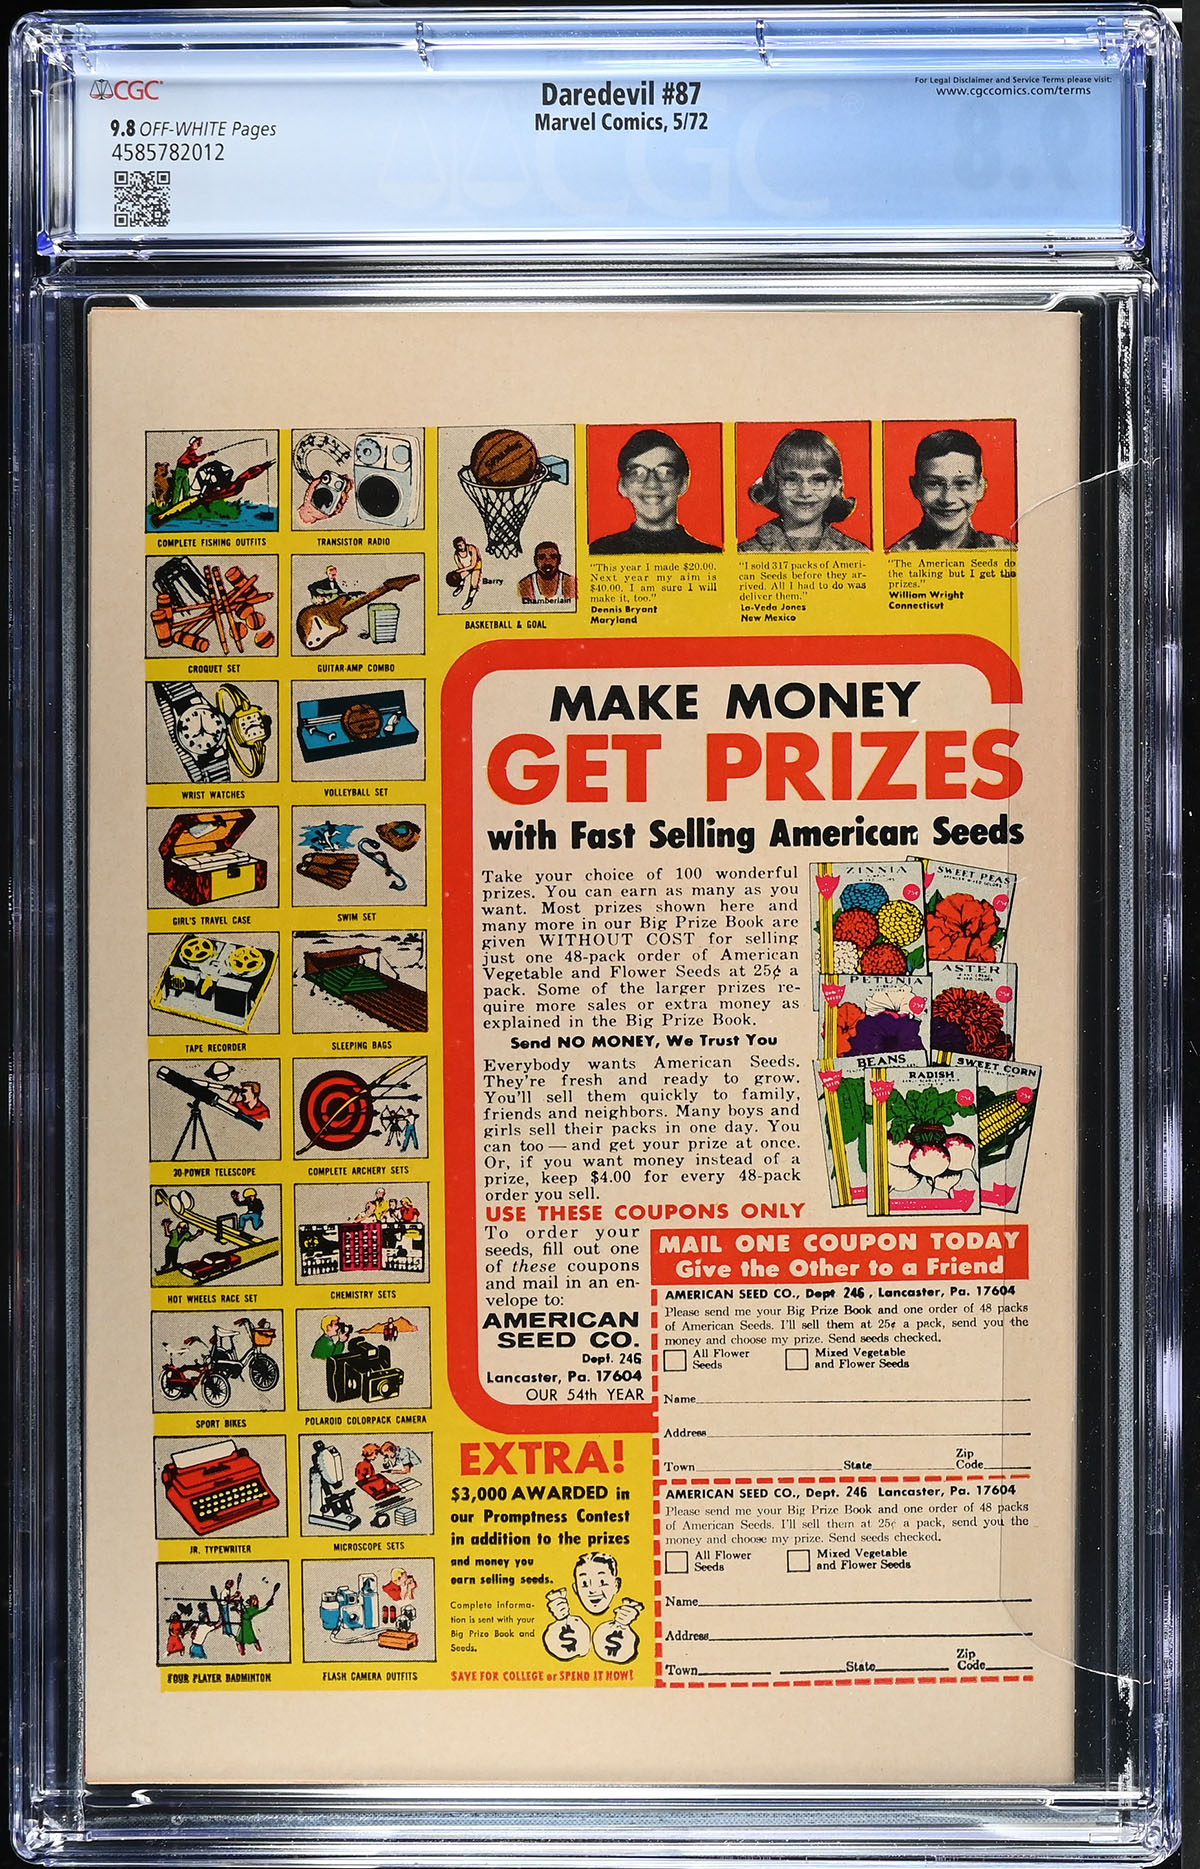 CGC
For Legal Disclaimer and Service Terms please visit:
www.cgccomics.com/terms
Daredevil #87
Marvel Comics, 5/72
9.8 OFF-WHITE Pages
4585782012
COMPLETE FISHING OUTFITS
TRANSISTOR RADIO
Barry
Chamberlain
BASKETBALL & GOAL
"This year I made $20.00.
Next year my aim is
$40.00. I am sure I will
make it, too."
Dennis Bryant
Maryland
"I sold 317 packs of Ameri-
can Seeds before they ar-
rived. All I had to do was
deliver them."
La-Veda Jones
New Mexico
"The American Seeds do
the talking but I get the
prizes."
William Wright
Connecticut
CROQUET SET
GUITAR-AMP COMBO
WRIST WATCHES
VOLLEYBALL SET
GIRL'S TRAVEL CASE
SWIM SET
TAPE RECORDER
SLEEPING BAGS
30-POWER TELESCOPE
COMPLETE ARCHERY SETS
HOT WHEELS RACE SET
CHEMISTRY SETS
SPORT BIKES
POLAROID COLORPACK CAMERA
JR. TYPEWRITER
MICROSCOPE SETS
FOUR PLAYER BADMINTON
FLASH CAMERA OUTFITS
MAKE MONEY
GET PRIZES
with Fast Selling American Seeds
Take your choice of 100 wonderful
prizes. You can earn as many as you
want. Most prizes shown here and
many more in our Big Prize Book are
given WITHOUT COST for selling
just one 48-pack order of American
Vegetable and Flower Seeds at 25¢ a
pack. Some of the larger prizes re-
quire more sales or extra money as
explained in the Big Prize Book.
Send NO MONEY, We Trust You
Everybody wants American Seeds.
They're fresh and ready to grow.
You'll sell them quickly to family,
friends and neighbors. Many boys and
girls sell their packs in one day. You
can too — and get your prize at once.
Or, if you want money instead of a
prize, keep $4.00 for every 48-pack
order you sell.
ZINNIA
SWEET PEAS
PETUNIA
ASTER
BEANS
RADISH
SWEET CORN
USE THESE COUPONS ONLY
To order your
seeds, fill out one
of these coupons
and mail in an en-
velope to:
AMERICAN
SEED CO.
Dept. 246
Lancaster, Pa. 17604
OUR 54th YEAR
MAIL ONE COUPON TODAY
Give the Other to a Friend
AMERICAN SEED CO., Dept 246 , Lancaster, Pa. 17604
Please send me your Big Prize Book and one order of 48 packs
of American Seeds. I'll sell them at 25¢ a pack, send you the
money and choose my prize. Send seeds checked.
All Flower
Seeds
Mixed Vegetable
and Flower Seeds
Name
Address
Town State Zip
Code
AMERICAN SEED CO., Dept. 246 Lancaster, Pa. 17604
Please send me your Big Prize Book and one order of 48 packs
of American Seeds. I'll sell them at 25¢ a pack, send you the
money and choose my prize. Send seeds checked.
All Flower
Seeds
Mixed Vegetable
and Flower Seeds
Name
Address
Town State Zip
Code
EXTRA!
$3,000 AWARDED in
our Promptness Contest
in addition to the prizes
and money you
earn selling seeds.
Complete Informa-
tion is sent with your
Big Prize Book and
Seeds.
$ $
SAVE FOR COLLEGE or SPEND IT NOW!